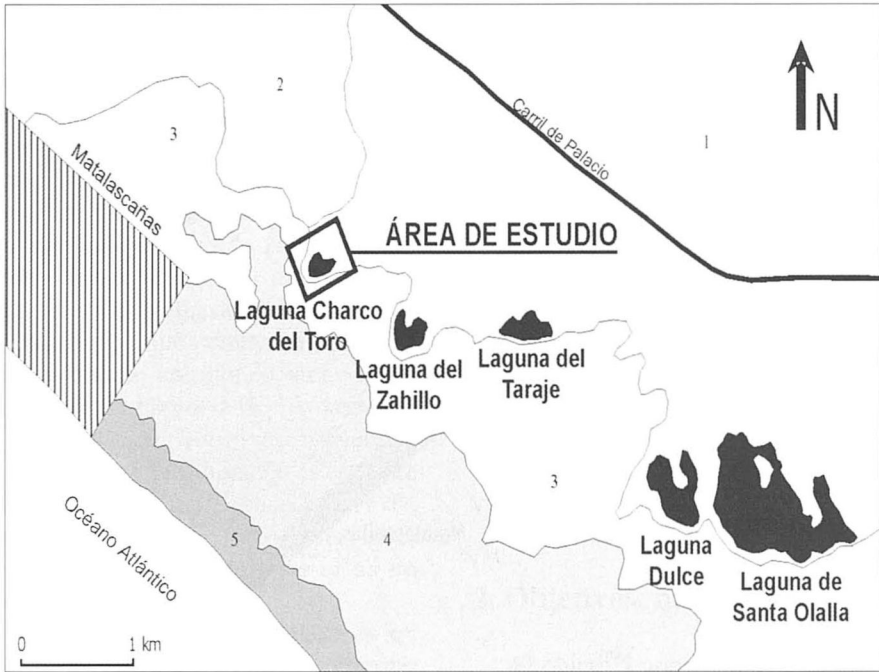 2
N
3
1
Carril de Palacio
Matalascañas
ÁREA DE ESTUDIO
Laguna Charco
del Toro
Laguna del
Zahillo
Laguna del
Taraje
3
Océano Atlántico
5
4
Laguna
Dulce
Laguna de
Santa Olalla
0 1 km